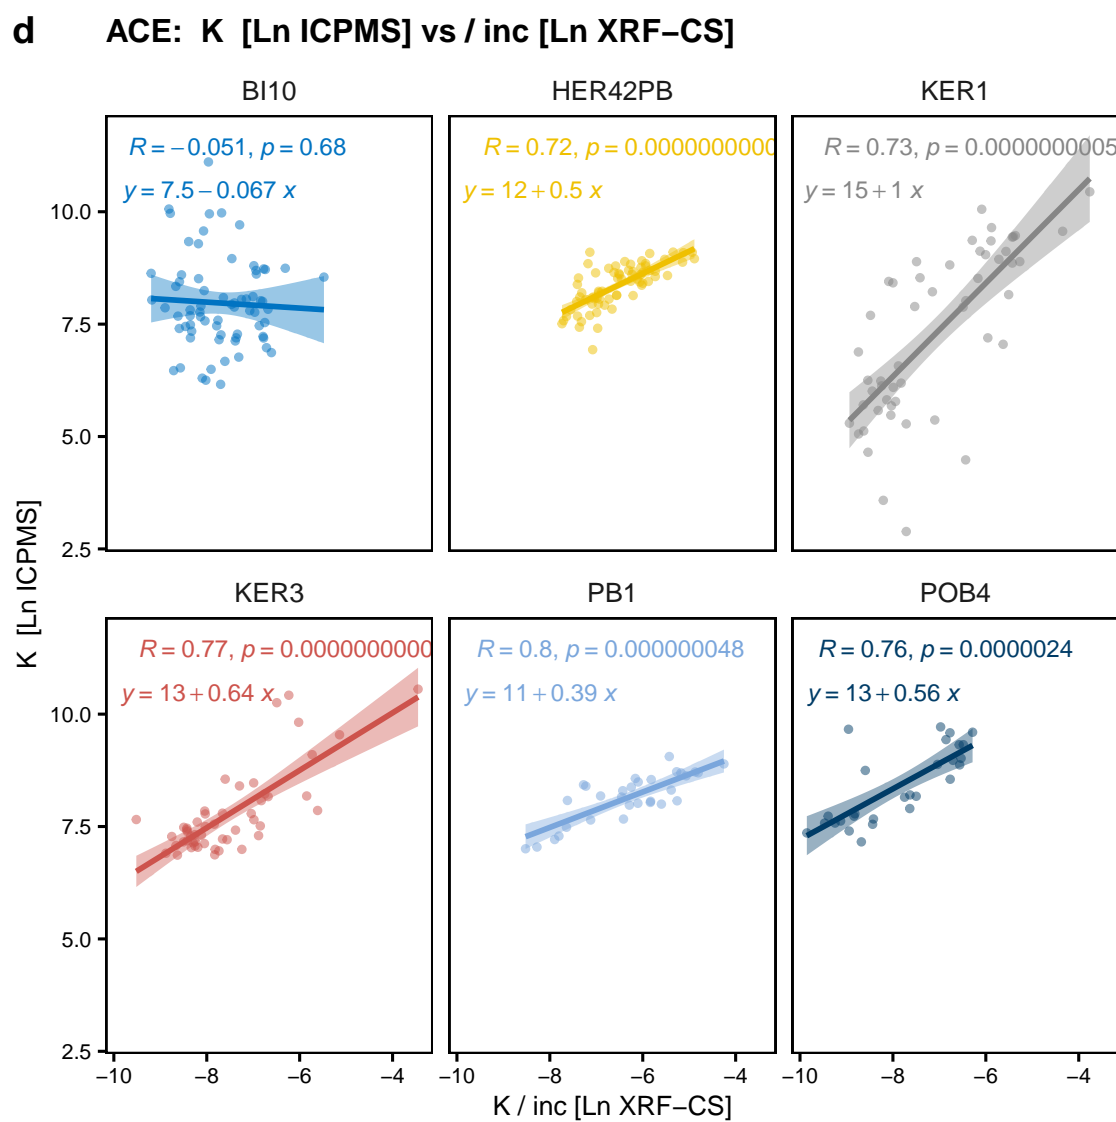 d
ACE:  K  [Ln ICPMS] vs / inc [Ln XRF−CS]
BI10
HER42PB
KER1
R = −0.051, p = 0.68
y = 7.5 − 0.067 x
R = 0.72, p = 0.0000000000
y = 12 + 0.5 x
R = 0.73, p = 0.0000000005
y = 15 + 1 x
10.0
7.5
5.0
2.5
K  [Ln ICPMS]
KER3
PB1
POB4
R = 0.77, p = 0.0000000000
y = 13 + 0.64 x
R = 0.8, p = 0.000000048
y = 11 + 0.39 x
R = 0.76, p = 0.0000024
y = 13 + 0.56 x
10.0
7.5
5.0
2.5
−10 −8 −6 −4
−10 −8 −6 −4
−10 −8 −6 −4
K / inc [Ln XRF−CS]